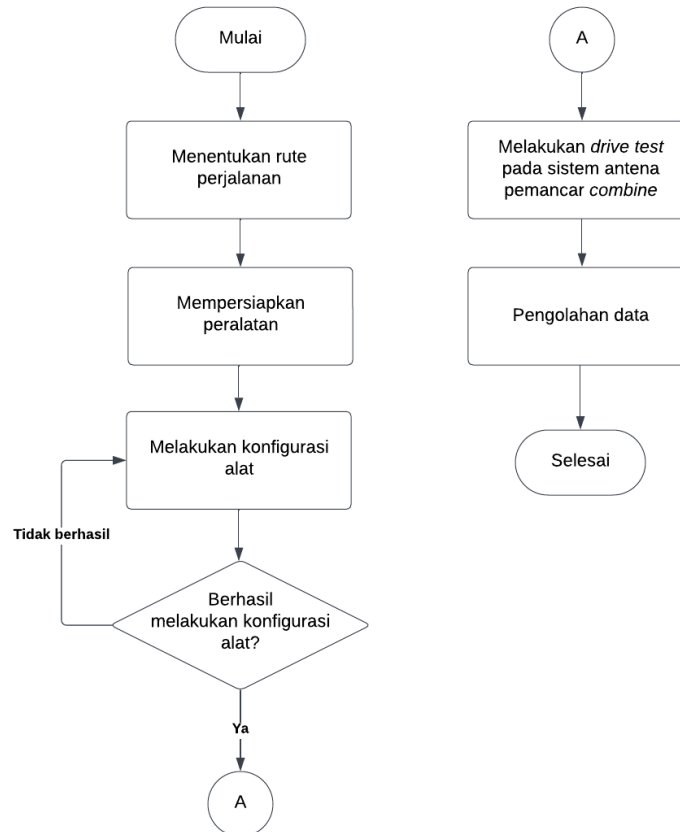 Mulai
Menentukan rute
perjalanan
Mempersiapkan
peralatan
Melakukan konfigurasi
alat
Tidak berhasil
Berhasil
melakukan konfigurasi
alat?
Ya
A
A
Melakukan drive test
pada sistem antena
pemancar combine
Pengolahan data
Selesai